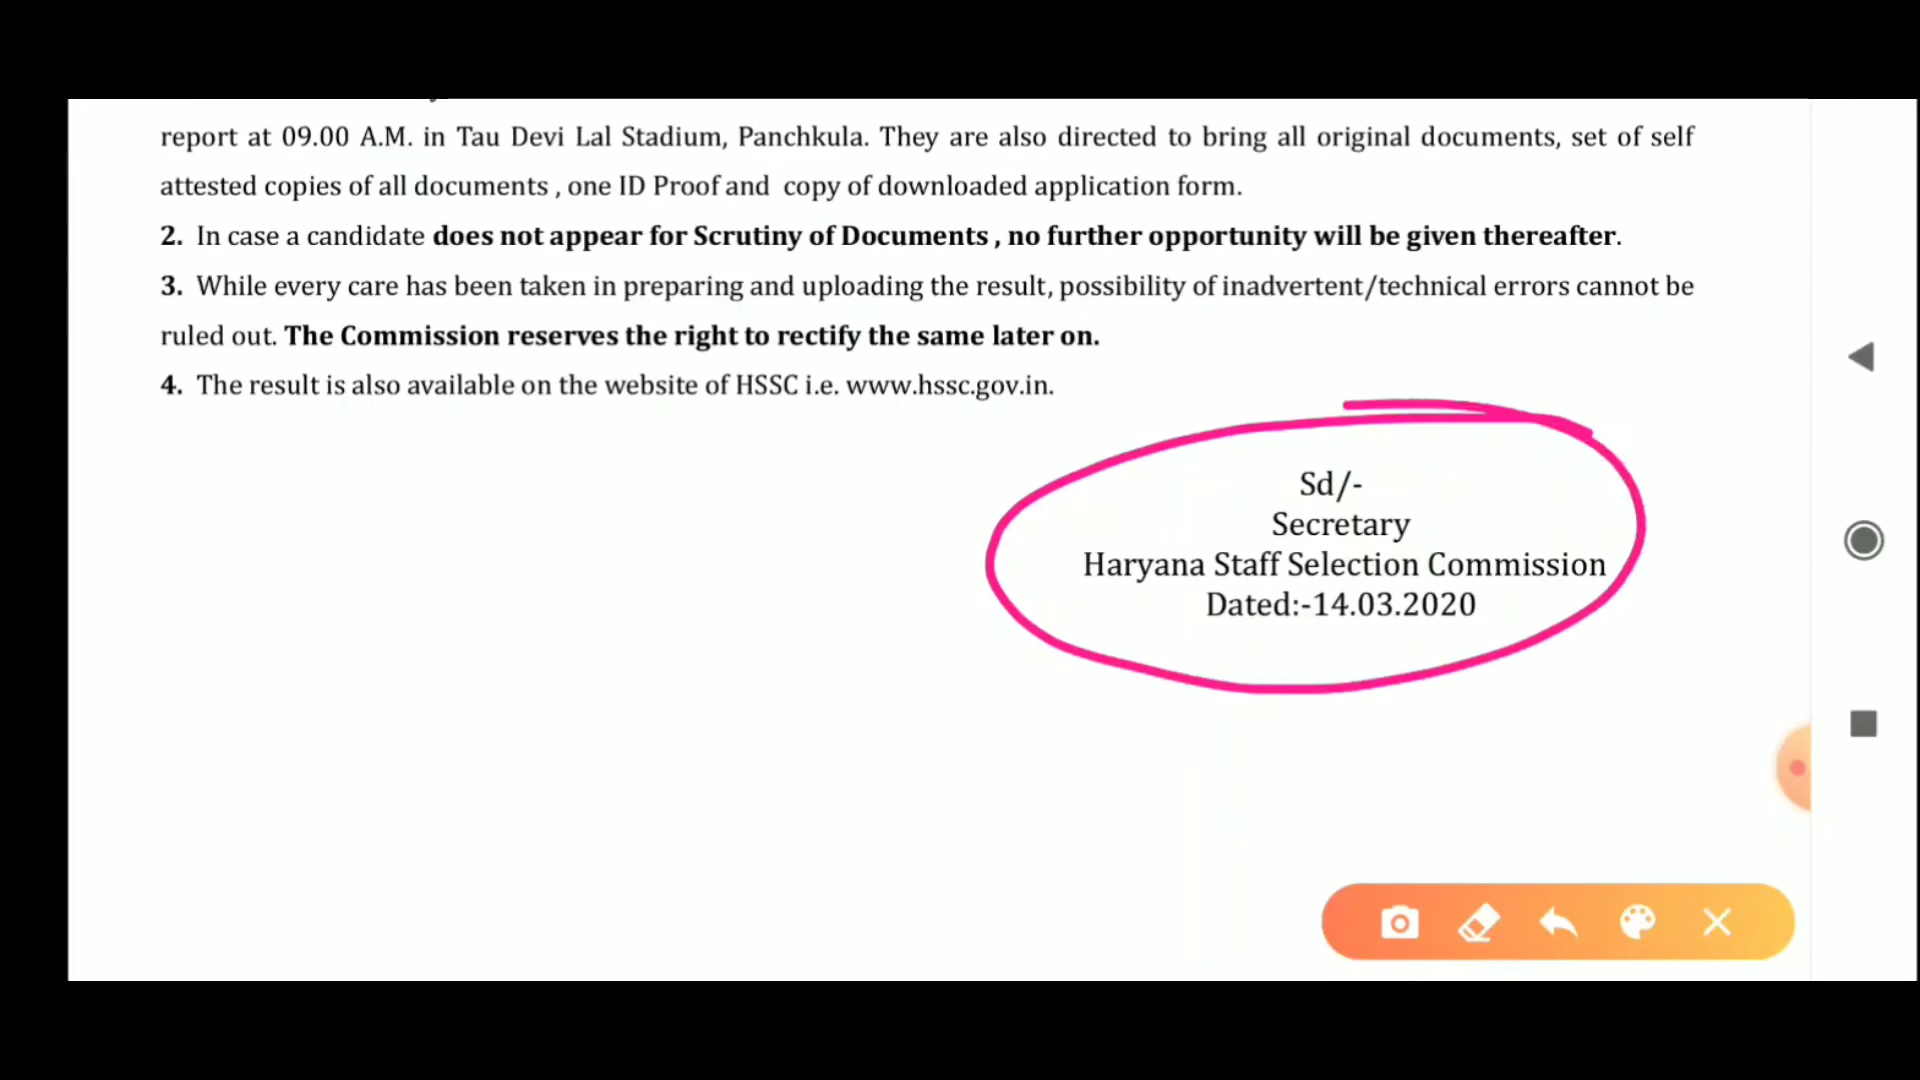 report at 09.00 A.M. in Tau Devi Lal Stadium, Panchkula. They are also directed to bring all original documents, set of self
attested copies of all documents , one ID Proof and copy of downloaded application form.
2. In case a candidate does not appear for Scrutiny of Documents , no further opportunity will be given thereafter.
3. While every care has been taken in preparing and uploading the result, possibility of inadvertent/technical errors cannot be
ruled out. The Commission reserves the right to rectify the same later on.
4. The result is also available on the website of HSSC i.e. www.hssc.gov.in.
Sd/-
Secretary
Haryana Staff Selection Commission
Dated:-14.03.2020